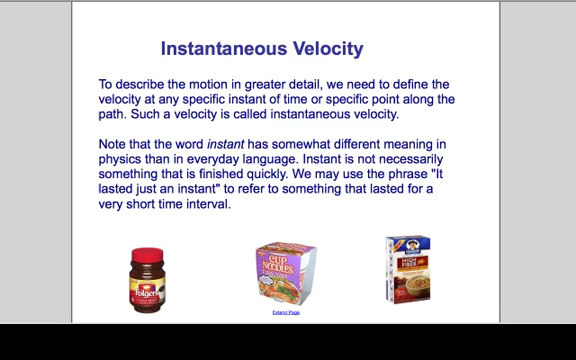 Instantaneous Velocity
To describe the motion in greater detail, we need to define the
velocity at any specific instant of time or specific point along the
path. Such a velocity is called instantaneous velocity.
Note that the word instant has somewhat different meaning in
physics than in everyday language. Instant is not necessarily
something that is finished quickly. We may use the phrase "It
lasted just an instant" to refer to something that lasted for a
very short time interval.
Folgers
CUP
NOODLES
HIGH
FIBER
Extend Page